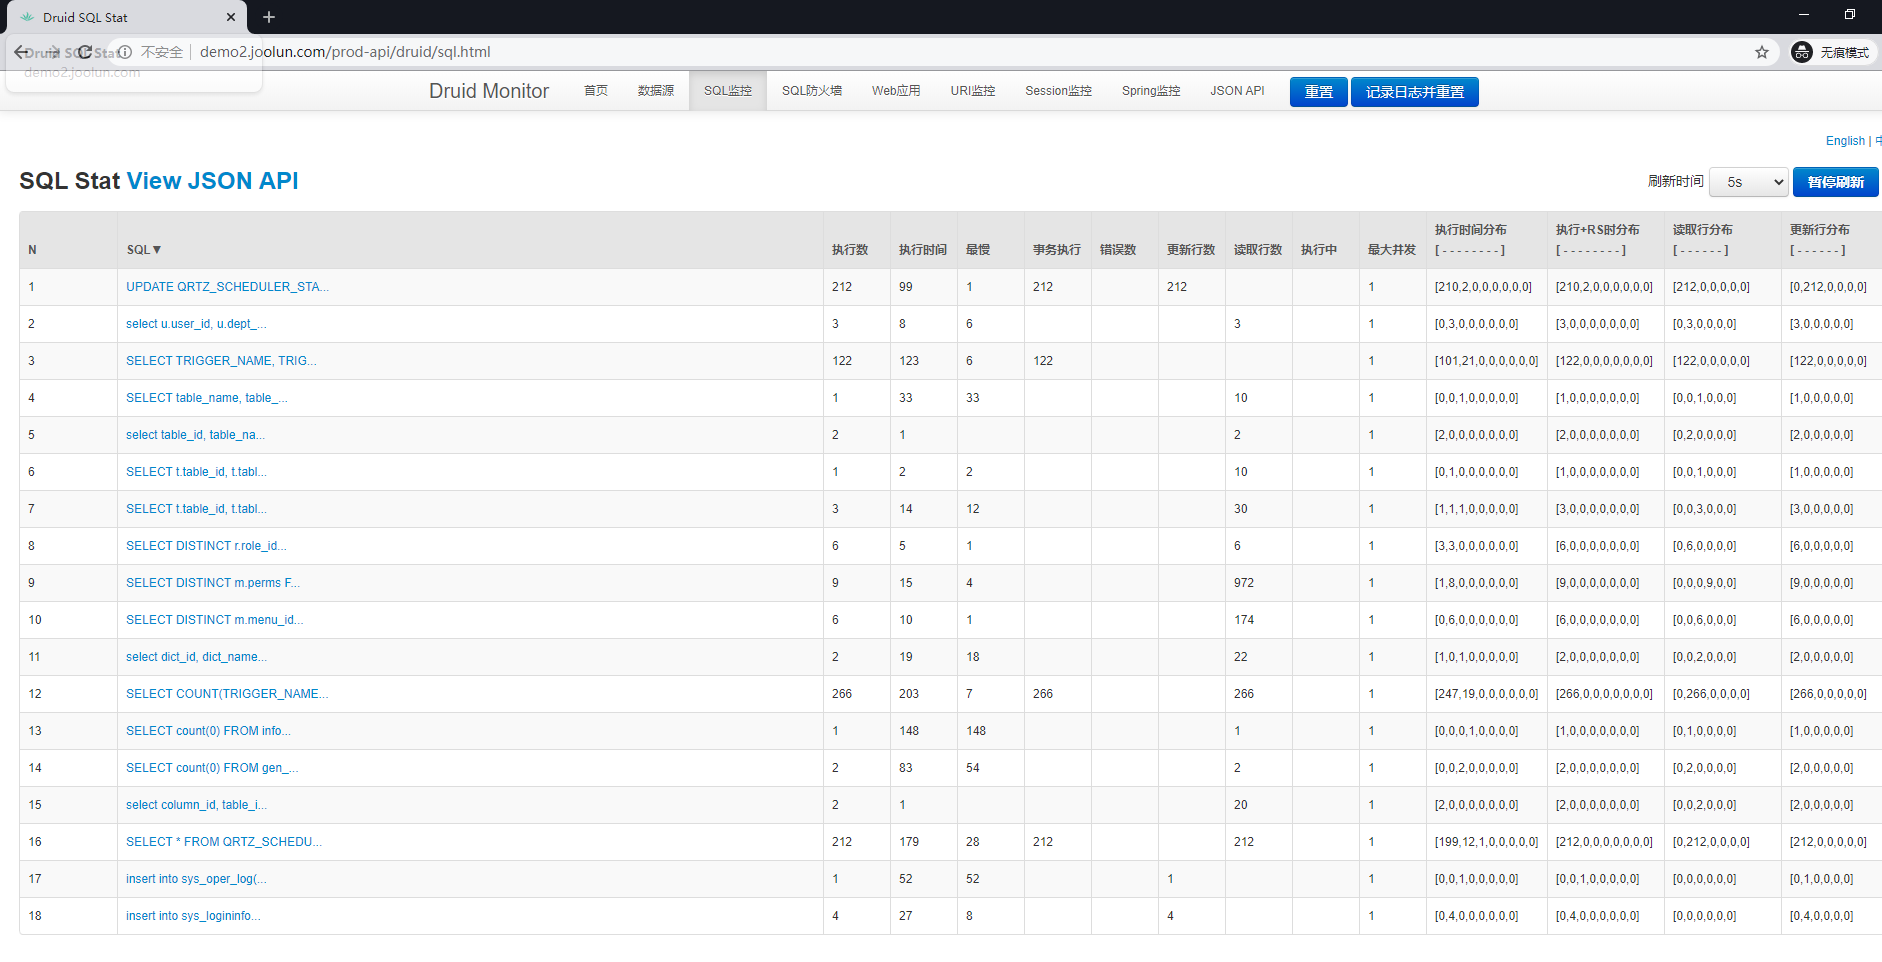 Druid SQL Stat
不安全 demo2.joolun.com/prod-api/druid/sql.html 无痕模式
Druid SQL Stat
demo2.joolun.com
Druid Monitor 首页 数据源 SQL监控 SQL防火墙 Web应用 URI监控 Session监控 Spring监控 JSON API 重置 记录日志并重置
English |
SQL Stat View JSON API 刷新时间 5s 暂停刷新
N SQL▼ 执行数 执行时间 最慢 事务执行 错误数 更新行数 读取行数 执行中 最大并发 执行时间分布 [ - - - - - - - - ] 执行+RS时分布 [ - - - - - - - - ] 读取行分布 [ - - - - - - ] 更新行分布 [ - - - - - - ]
1 UPDATE QRTZ_SCHEDULER_STA... 212 99 1 212 212 1 [210,2,0,0,0,0,0,0] [210,2,0,0,0,0,0,0] [212,0,0,0,0,0] [0,212,0,0,0,0]
2 select u.user_id, u.dept_... 3 8 6 3 1 [0,3,0,0,0,0,0,0] [3,0,0,0,0,0,0,0] [0,3,0,0,0,0] [3,0,0,0,0,0]
3 SELECT TRIGGER_NAME, TRIG... 122 123 6 122 1 [101,21,0,0,0,0,0,0] [122,0,0,0,0,0,0,0] [122,0,0,0,0,0] [122,0,0,0,0,0]
4 SELECT table_name, table_... 1 33 33 10 1 [0,0,1,0,0,0,0,0] [1,0,0,0,0,0,0,0] [0,0,1,0,0,0] [1,0,0,0,0,0]
5 select table_id, table_na... 2 1 2 1 [2,0,0,0,0,0,0,0] [2,0,0,0,0,0,0,0] [0,2,0,0,0,0] [2,0,0,0,0,0]
6 SELECT t.table_id, t.tabl... 1 2 2 10 1 [0,1,0,0,0,0,0,0] [1,0,0,0,0,0,0,0] [0,0,1,0,0,0] [1,0,0,0,0,0]
7 SELECT t.table_id, t.tabl... 3 14 12 30 1 [1,1,1,0,0,0,0,0] [3,0,0,0,0,0,0,0] [0,0,3,0,0,0] [3,0,0,0,0,0]
8 SELECT DISTINCT r.role_id... 6 5 1 6 1 [3,3,0,0,0,0,0,0] [6,0,0,0,0,0,0,0] [0,6,0,0,0,0] [6,0,0,0,0,0]
9 SELECT DISTINCT m.perms F... 9 15 4 972 1 [1,8,0,0,0,0,0,0] [9,0,0,0,0,0,0,0] [0,0,0,9,0,0] [9,0,0,0,0,0]
10 SELECT DISTINCT m.menu_id... 6 10 1 174 1 [0,6,0,0,0,0,0,0] [6,0,0,0,0,0,0,0] [0,0,6,0,0,0] [6,0,0,0,0,0]
11 select dict_id, dict_name... 2 19 18 22 1 [1,0,1,0,0,0,0,0] [2,0,0,0,0,0,0,0] [0,0,2,0,0,0] [2,0,0,0,0,0]
12 SELECT COUNT(TRIGGER_NAME... 266 203 7 266 266 1 [247,19,0,0,0,0,0,0] [266,0,0,0,0,0,0,0] [0,266,0,0,0,0] [266,0,0,0,0,0]
13 SELECT count(0) FROM info... 1 148 148 1 1 [0,0,0,1,0,0,0,0] [1,0,0,0,0,0,0,0] [0,1,0,0,0,0] [1,0,0,0,0,0]
14 SELECT count(0) FROM gen_... 2 83 54 2 1 [0,0,2,0,0,0,0,0] [2,0,0,0,0,0,0,0] [0,2,0,0,0,0] [2,0,0,0,0,0]
15 select column_id, table_i... 2 1 20 1 [2,0,0,0,0,0,0,0] [2,0,0,0,0,0,0,0] [0,0,2,0,0,0] [2,0,0,0,0,0]
16 SELECT * FROM QRTZ_SCHEDU... 212 179 28 212 212 1 [199,12,1,0,0,0,0,0] [212,0,0,0,0,0,0,0] [0,212,0,0,0,0] [212,0,0,0,0,0]
17 insert into sys_oper_log(... 1 52 52 1 1 [0,0,1,0,0,0,0,0] [0,0,1,0,0,0,0,0] [0,0,0,0,0,0] [0,1,0,0,0,0]
18 insert into sys_logininfo... 4 27 8 4 1 [0,4,0,0,0,0,0,0] [0,4,0,0,0,0,0,0] [0,0,0,0,0,0] [0,4,0,0,0,0]